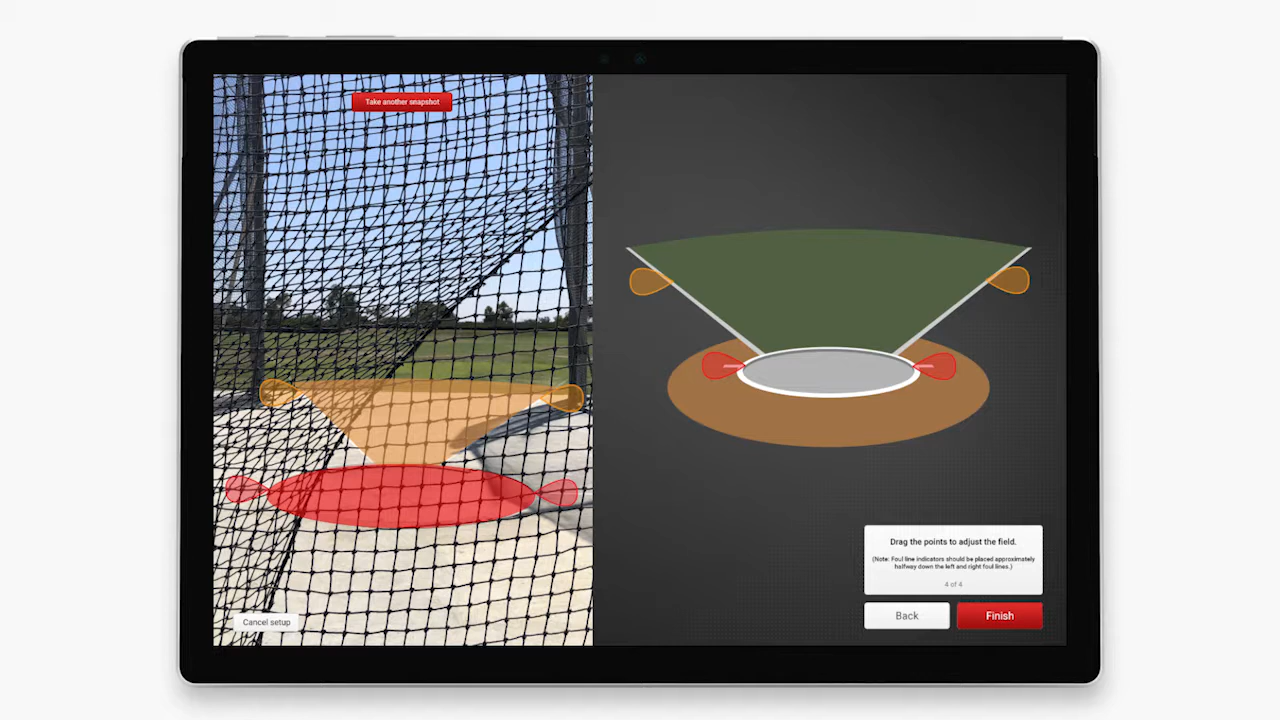 Take another snapshot
Drag the points to adjust the field.
(Note: Foul line indicators should be placed approximately
halfway down the left and right foul lines.)
4 of 4
Cancel setup
Back
Finish